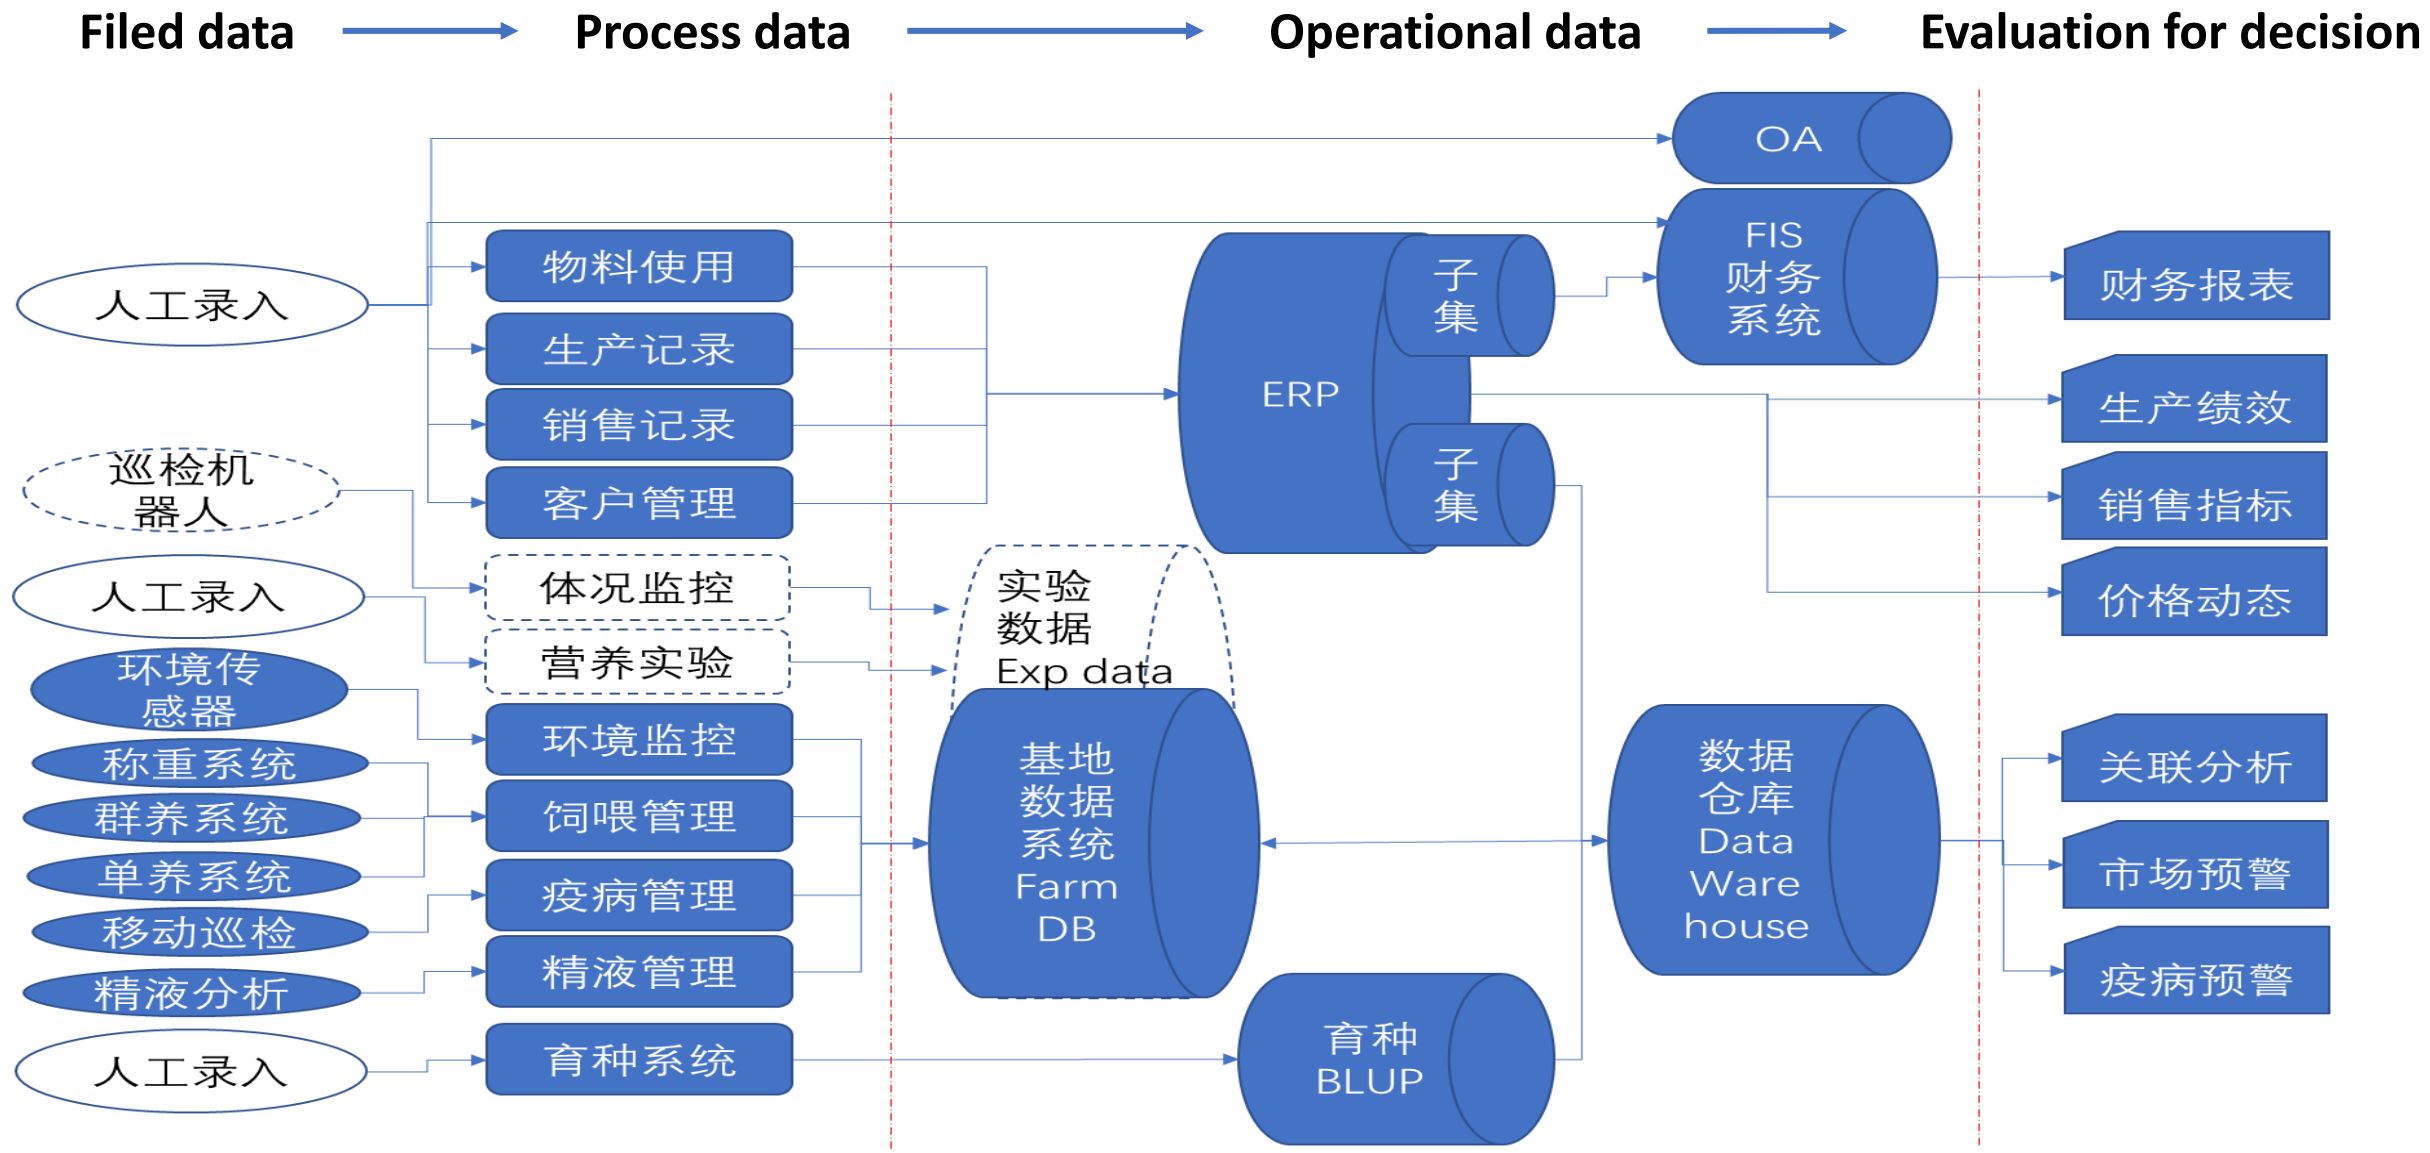 Filed data
Process data
Operational data
Evaluation for decision
人工录入
巡检机
器人
人工录入
环境传
感器
称重系统
群养系统
单养系统
移动巡检
精液分析
人工录入
物料使用
生产记录
销售记录
客户管理
体况监控
营养实验
环境监控
饲喂管理
疫病管理
精液管理
育种系统
OA
FIS
财务
系统
ERP
子
集
子
集
实验
数据
Exp data
基地
数据
系统
Farm
DB
育种
BLUP
数据
仓库
Data
Ware
house
财务报表
生产绩效
销售指标
价格动态
关联分析
市场预警
疫病预警